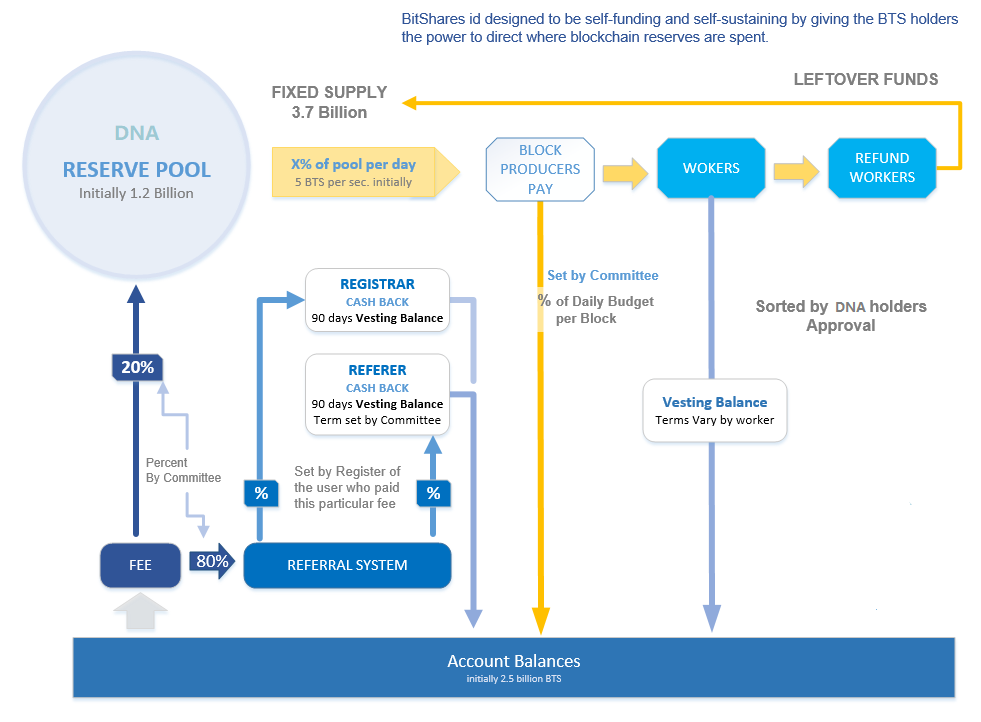 BitShares id designed to be self-funding and self-sustaining by giving the BTS holders
the power to direct where blockchain reserves are spent.
LEFTOVER FUNDS
FIXED SUPPLY
3.7 Billion
DNA
RESERVE POOL
Initially 1.2 Billion
X% of pool per day
5 BTS per sec. initially
BLOCK
PRODUCERS
PAY
WOKERS
REFUND
WORKERS
REGISTRAR
CASH BACK
90 days Vesting Balance
Set by Committee
% of Daily Budget
per Block
Sorted by DNA holders
Approval
20%
REFERER
CASH BACK
90 days Vesting Balance
Term set by Committee
Vesting Balance
Terms Vary by worker
Percent
By Committee
%
Set by Register of
the user who paid
this particular fee
%
FEE
80%
REFERRAL SYSTEM
Account Balances
initially 2.5 billion BTS